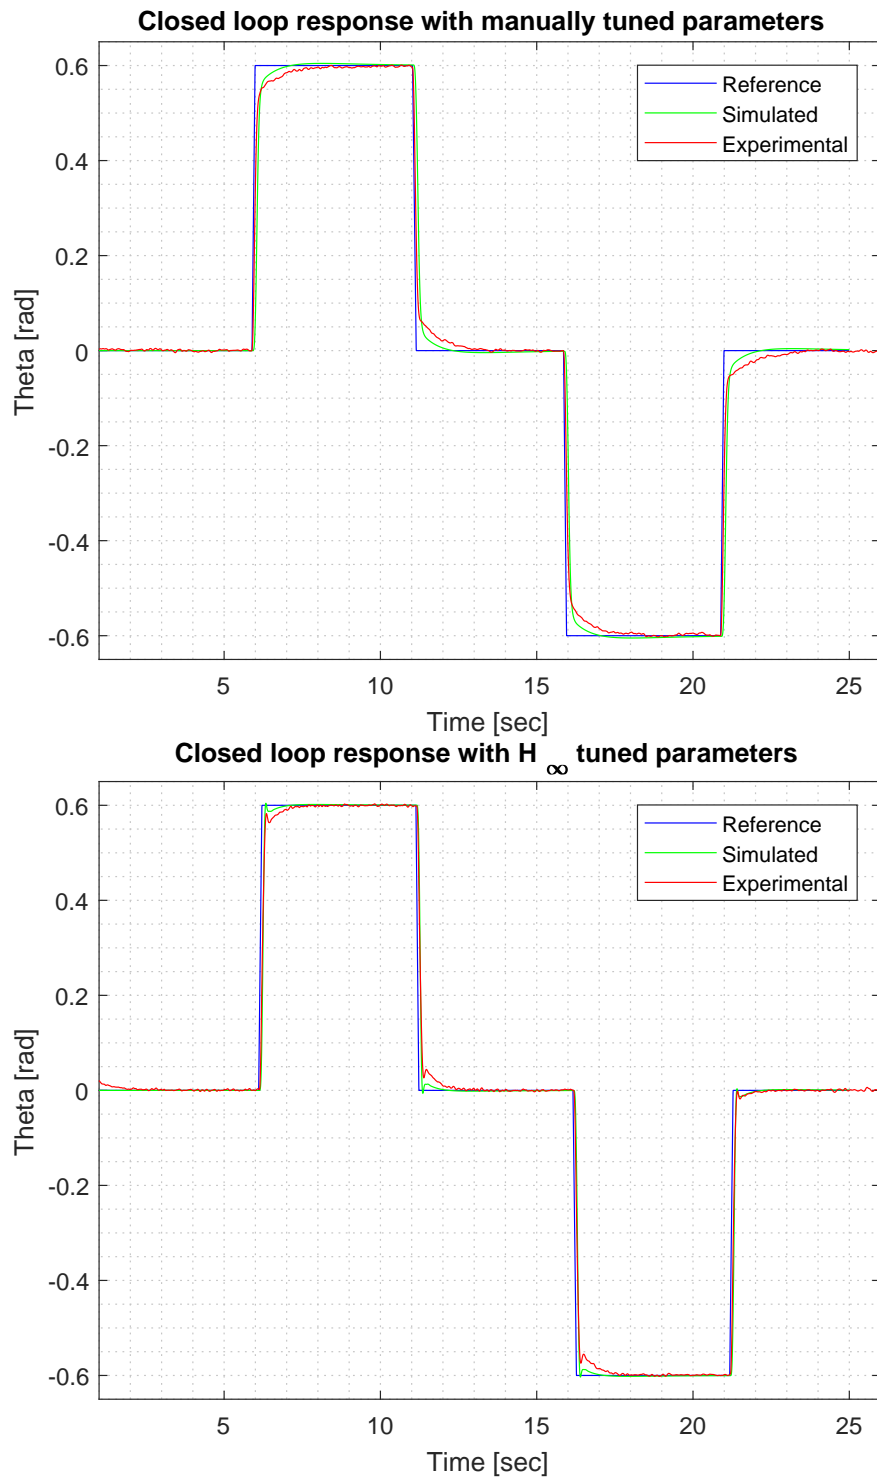 Closed loop response with manually tuned parameters
0.6
0.4
0.2
0
-0.2
-0.4
-0.6
Theta [rad]
Reference
Simulated
Experimental
5 10 15 20 25
Time [sec]
Closed loop response with H ∞ tuned parameters
0.6
0.4
0.2
0
-0.2
-0.4
-0.6
Theta [rad]
Reference
Simulated
Experimental
5 10 15 20 25
Time [sec]